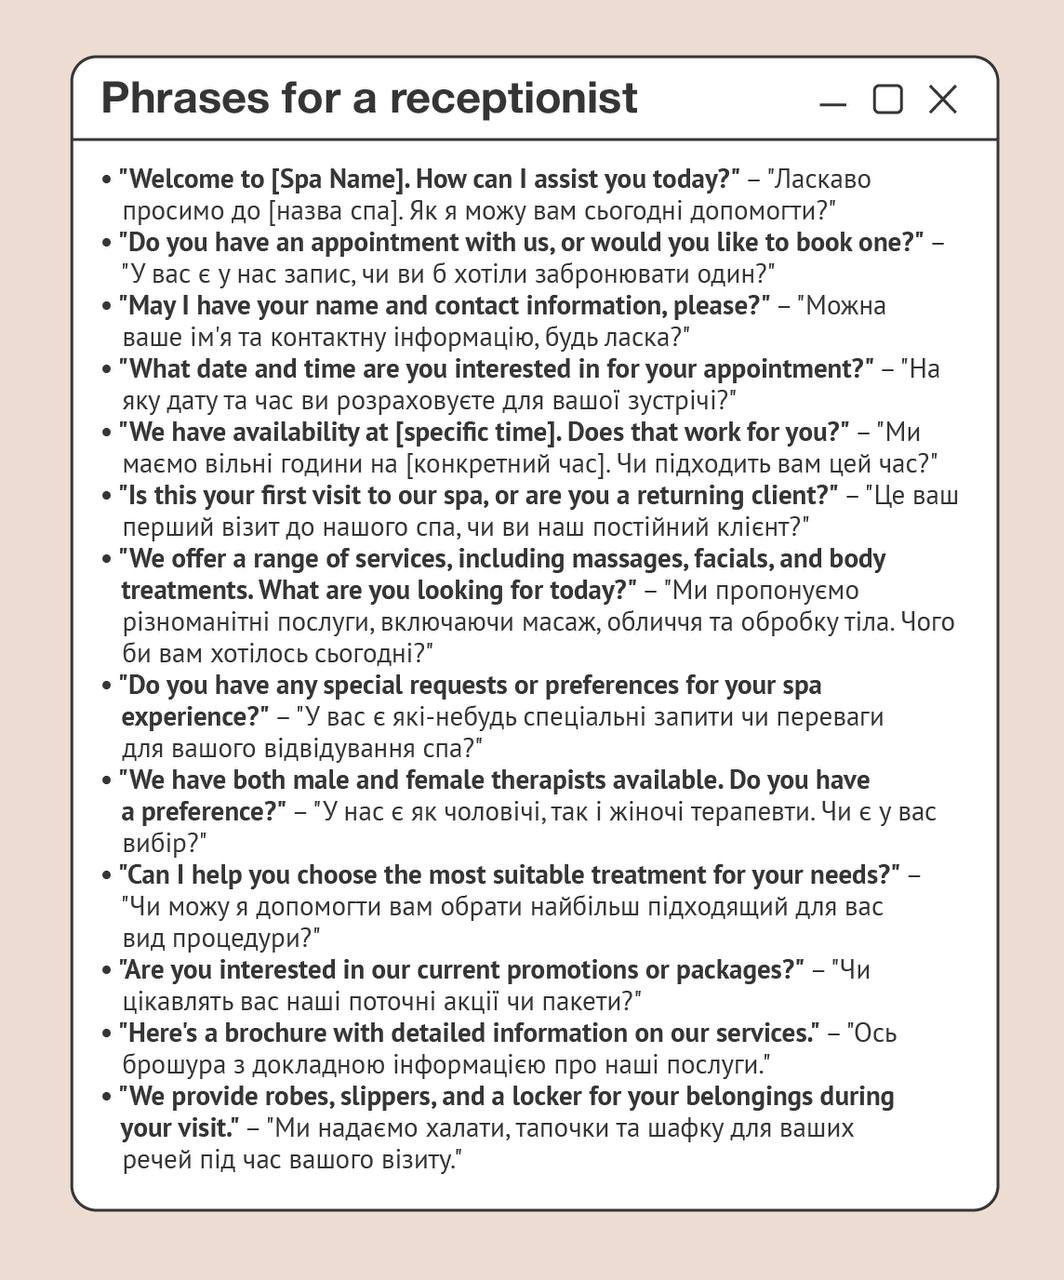 Phrases for a receptionist
• "Welcome to [Spa Name]. How can I assist you today?" – "Ласкаво
просимо до [назва спа]. Як я можу вам сьогодні допомогти?"
• "Do you have an appointment with us, or would you like to book one?" –
"У вас є у нас запис, чи ви б хотіли забронювати один?"
• "May I have your name and contact information, please?" – "Можна
ваше ім'я та контактну інформацію, будь ласка?"
• "What date and time are you interested in for your appointment?" – "На
яку дату та час ви розраховуєте для вашої зустрічі?"
• "We have availability at [specific time]. Does that work for you?" – "Ми
маємо вільні години на [конкретний час]. Чи підходить вам цей час?"
• "Is this your first visit to our spa, or are you a returning client?" – "Це ваш
перший візит до нашого спа, чи ви наш постійний клієнт?"
• "We offer a range of services, including massages, facials, and body
treatments. What are you looking for today?" – "Ми пропонуємо
різноманітні послуги, включаючи масаж, обличчя та обробку тіла. Чого
би вам хотілось сьогодні?"
• "Do you have any special requests or preferences for your spa
experience?" – "У вас є які-небудь спеціальні запити чи переваги
для вашого відвідування спа?"
• "We have both male and female therapists available. Do you have
a preference?" – "У нас є як чоловічі, так і жіночі терапевти. Чи є у вас
вибір?"
• "Can I help you choose the most suitable treatment for your needs?" –
"Чи можу я допомогти вам обрати найбільш підходящий для вас
вид процедури?"
• "Are you interested in our current promotions or packages?" – "Чи
цікавлять вас наші поточні акції чи пакети?"
• "Here's a brochure with detailed information on our services." – "Ось
брошура з докладною інформацією про наші послуги."
• "We provide robes, slippers, and a locker for your belongings during
your visit." – "Ми надаємо халати, тапочки та шафку для ваших
речей під час вашого візиту."